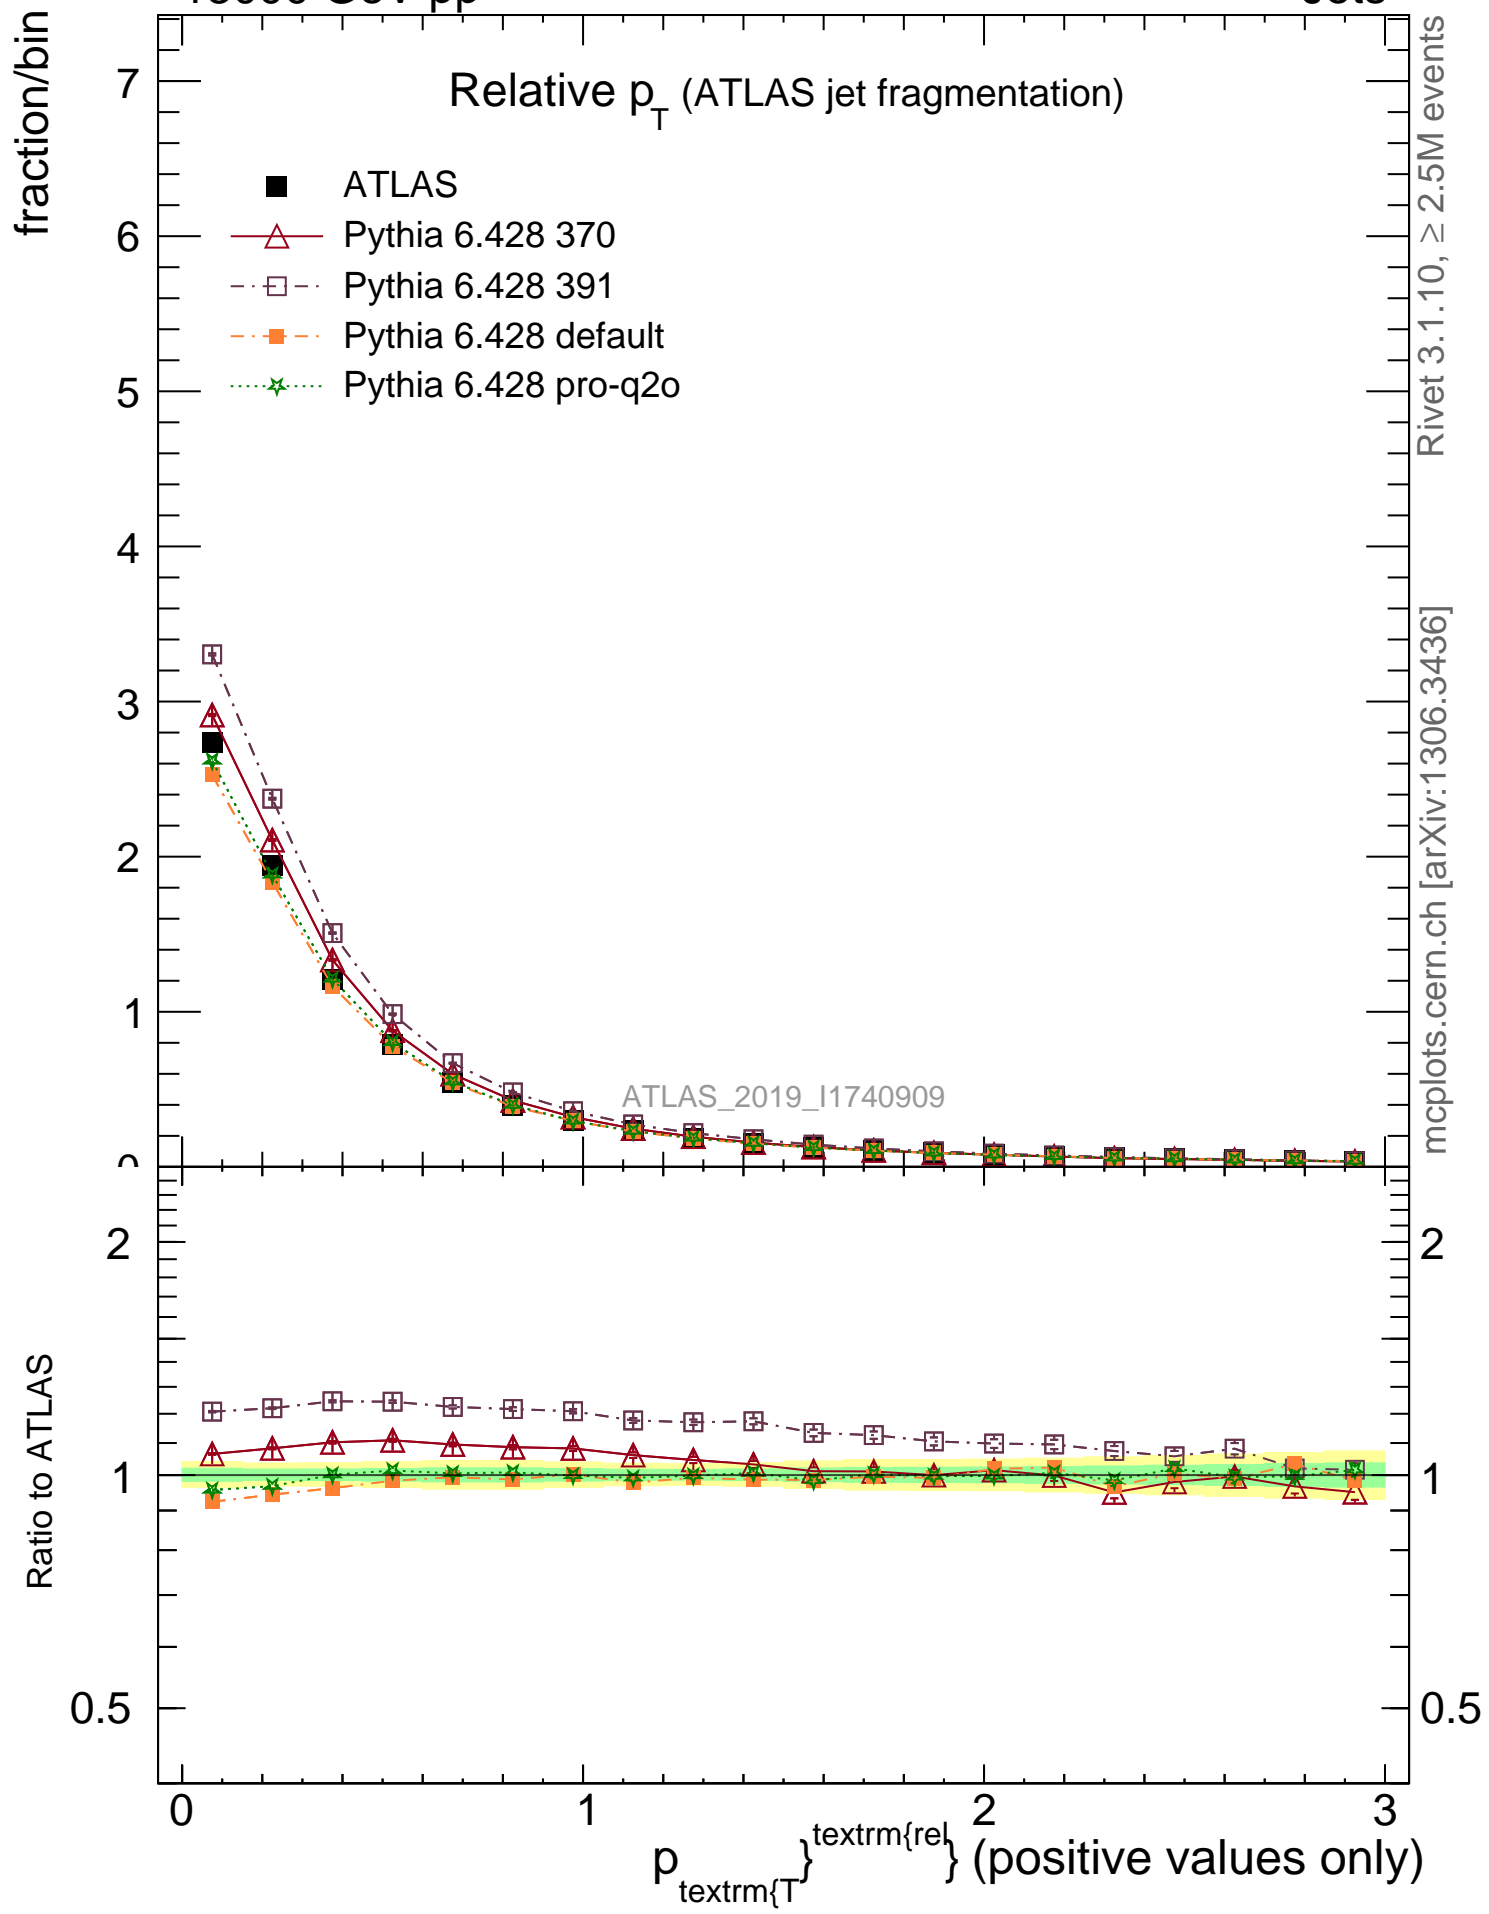 fraction/bin
Relative p_T (ATLAS jet fragmentation)
ATLAS
Pythia 6.428 370
Pythia 6.428 391
Pythia 6.428 default
Pythia 6.428 pro-q2o
7
6
5
4
3
2
1
0
ATLAS_2019_I1740909
Rivet 3.1.10, ≥ 2.5M events
mcplots.cern.ch [arXiv:1306.3436]
Ratio to ATLAS
2
1
0.5
2
1
0.5
0
1
2
3
p_textrm{T}^textrm{rel} (positive values only)